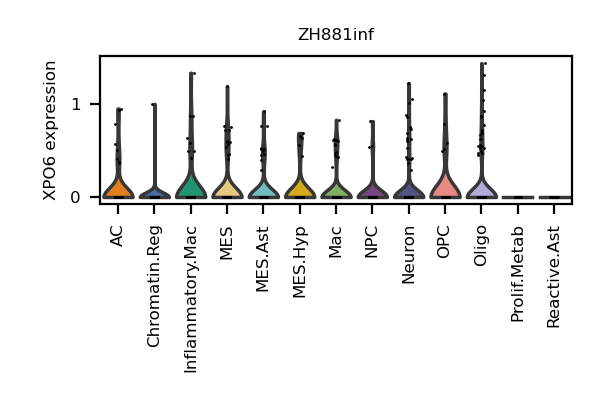 ZH881inf
XPO6 expression
1
0
AC
Chromatin.Reg
Inflammatory.Mac
MES
MES.Ast
MES.Hyp
Mac
NPC
Neuron
OPC
Oligo
Prolif.Metab
Reactive.Ast